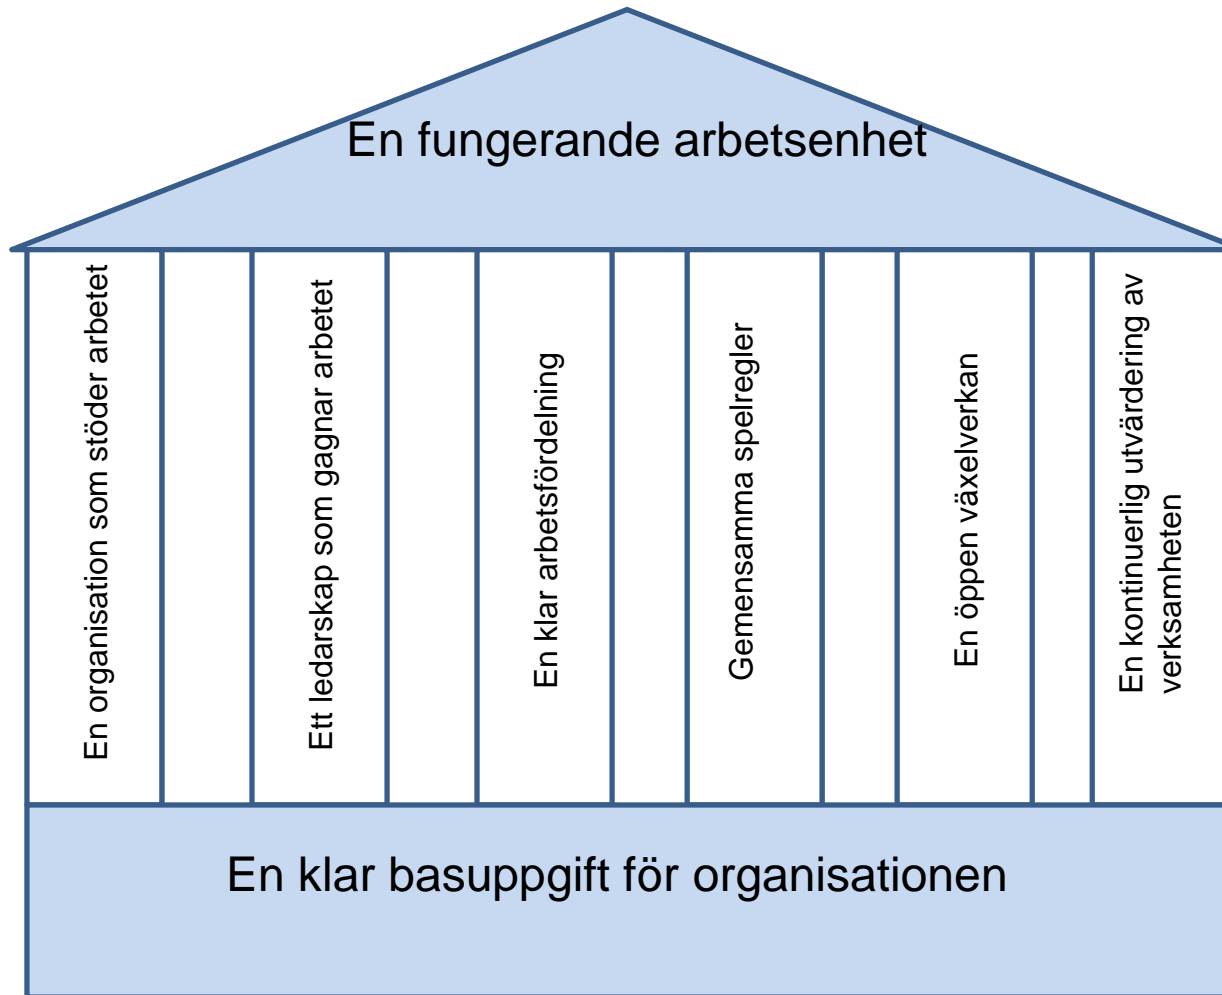 En fungerande arbetsenhet
En organisation som stöder arbetet
Ett ledarskap som gagnar arbetet
En klar arbetsfördelning
Gemensamma spelregler
En öppen växelverkan
En kontinuerlig utvärdering av
verksamheten
En klar basuppgift för organisationen